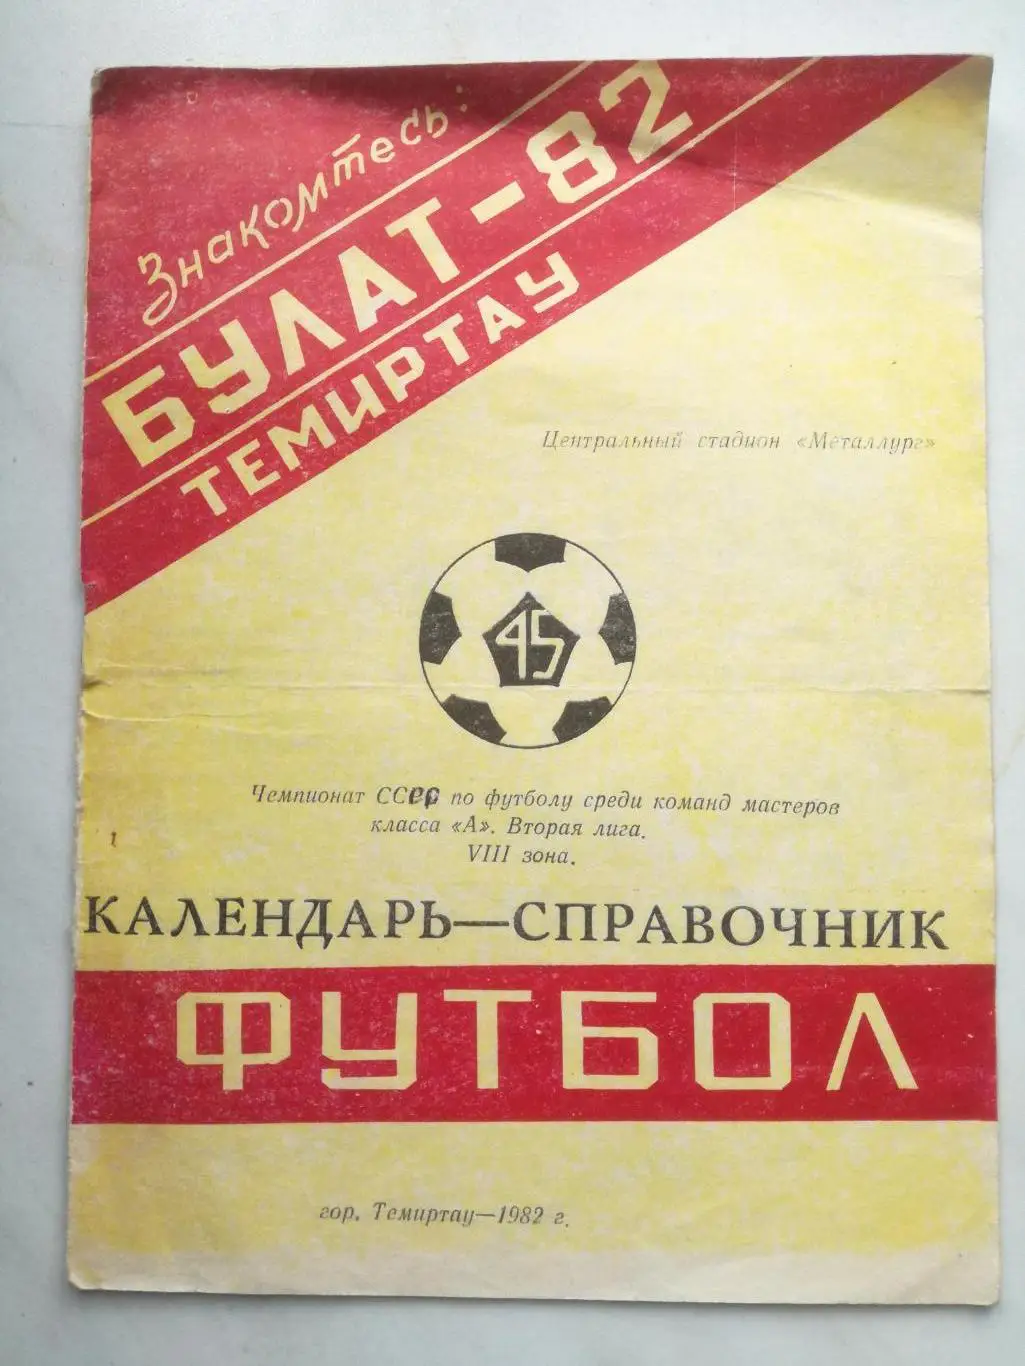 Знакомтесь:
БУЛАТ-82
ТЕМИРТАУ
Центральный стадион «Металлург»
45
Чемпионат СССР по футболу среди команд мастеров
класса «А». Вторая лига.
VIII зона.
КАЛЕНДАРЬ—СПРАВОЧНИК
ФУТБОЛ
гор. Темиртау—1982 г.